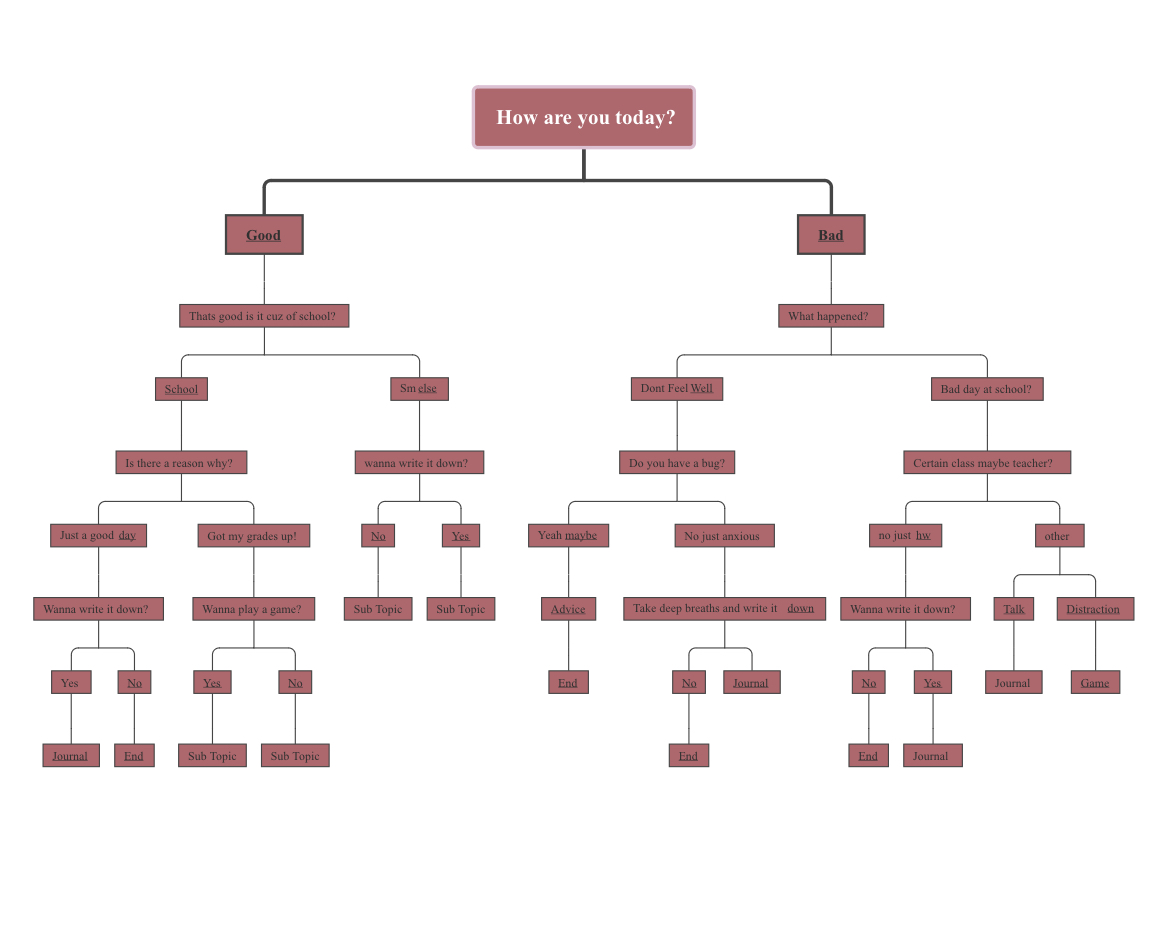 How are you today?
Good
Bad
Thats good is it cuz of school?
What happened?
School
Sm else
Dont Feel Well
Bad day at school?
Is there a reason why?
wanna write it down?
Do you have a bug?
Certain class maybe teacher?
Just a good day
Got my grades up!
No
Yes
Yeah maybe
No just anxious
no just hw
other
Wanna write it down?
Wanna play a game?
Sub Topic
Sub Topic
Advice
Take deep breaths and write it down
Wanna write it down?
Talk
Distraction
Yes
No
Yes
No
End
No
Journal
No
Yes
Journal
Game
Journal
End
Sub Topic
Sub Topic
End
End
Journal